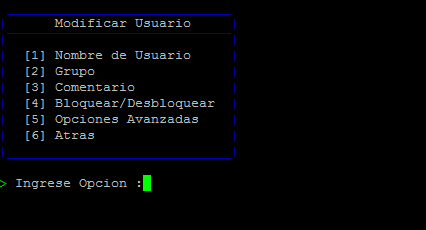 Modificar Usuario
[1] Nombre de Usuario
[2] Grupo
[3] Comentario
[4] Bloquear/Desbloquear
[5] Opciones Avanzadas
[6] Atras
> Ingrese Opcion :